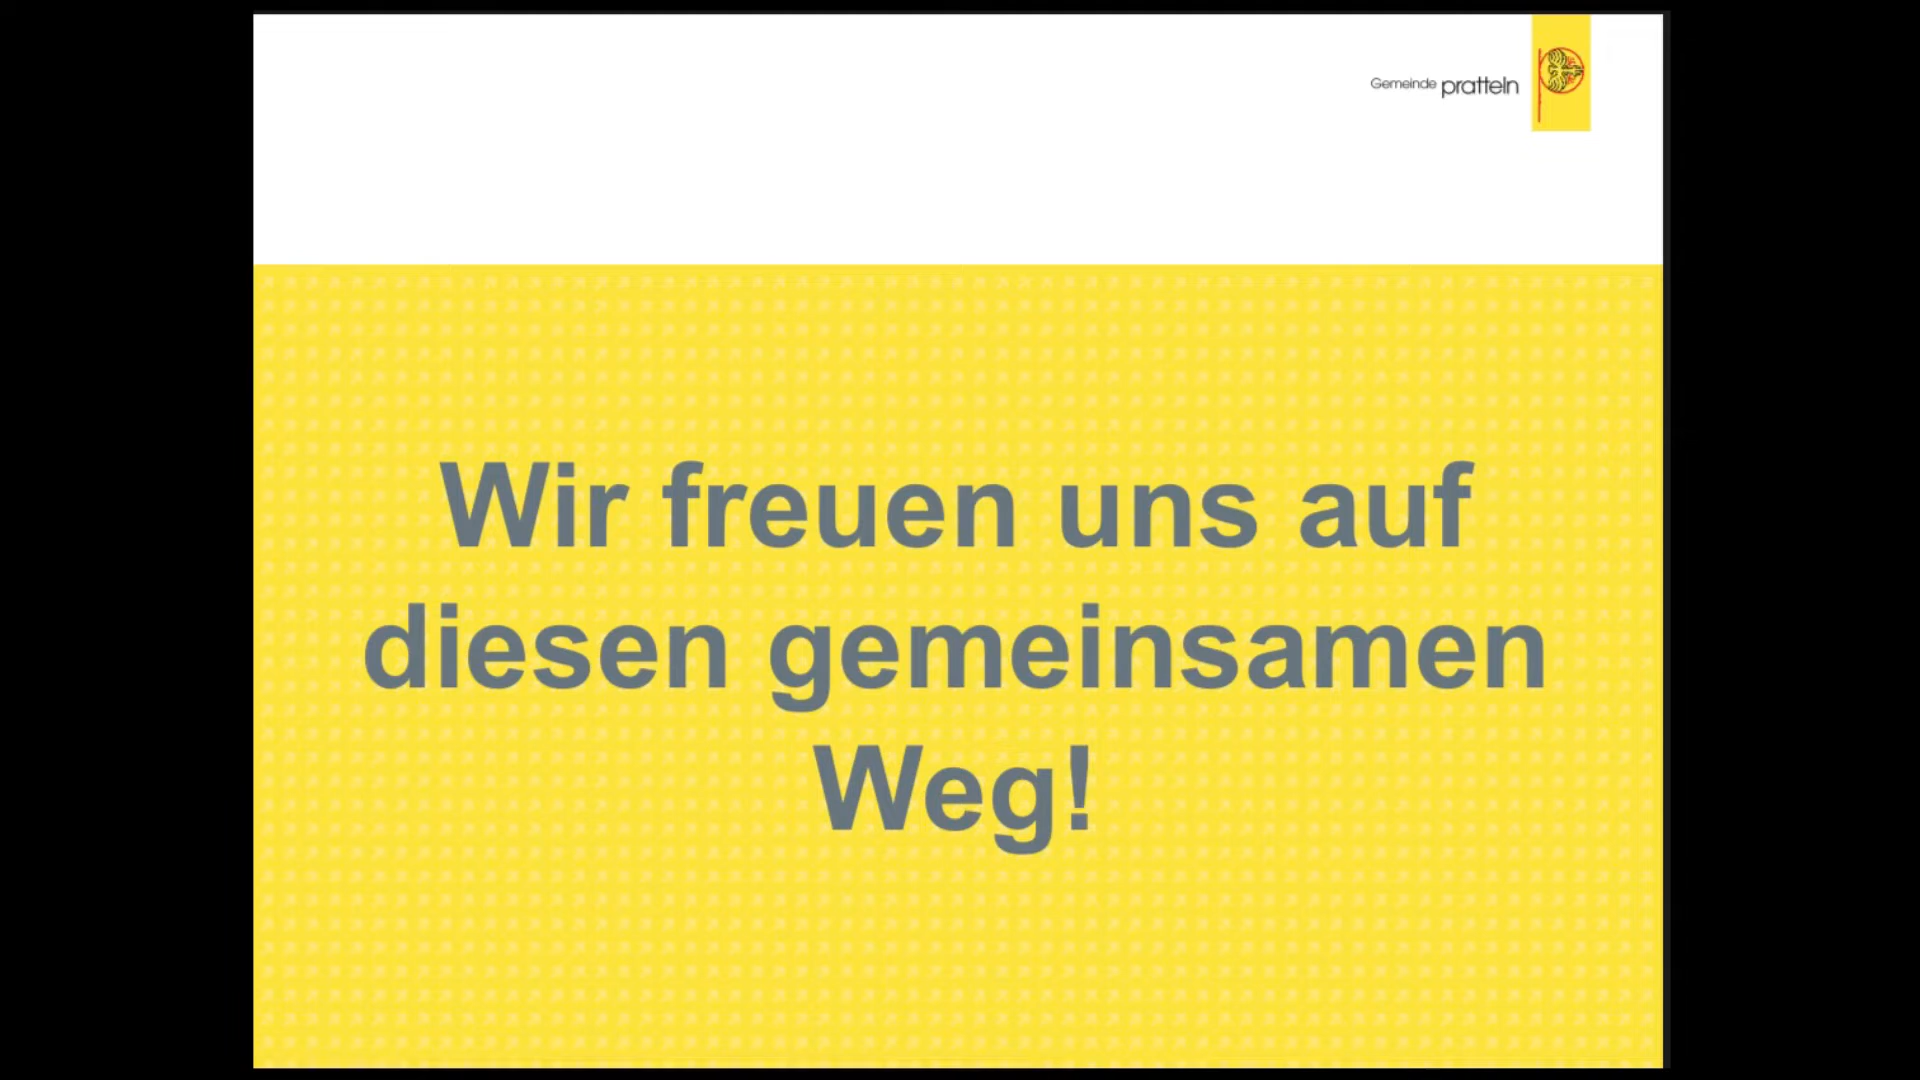 Gemeinde pratteln
Wir freuen uns auf
diesen gemeinsamen
Weg!